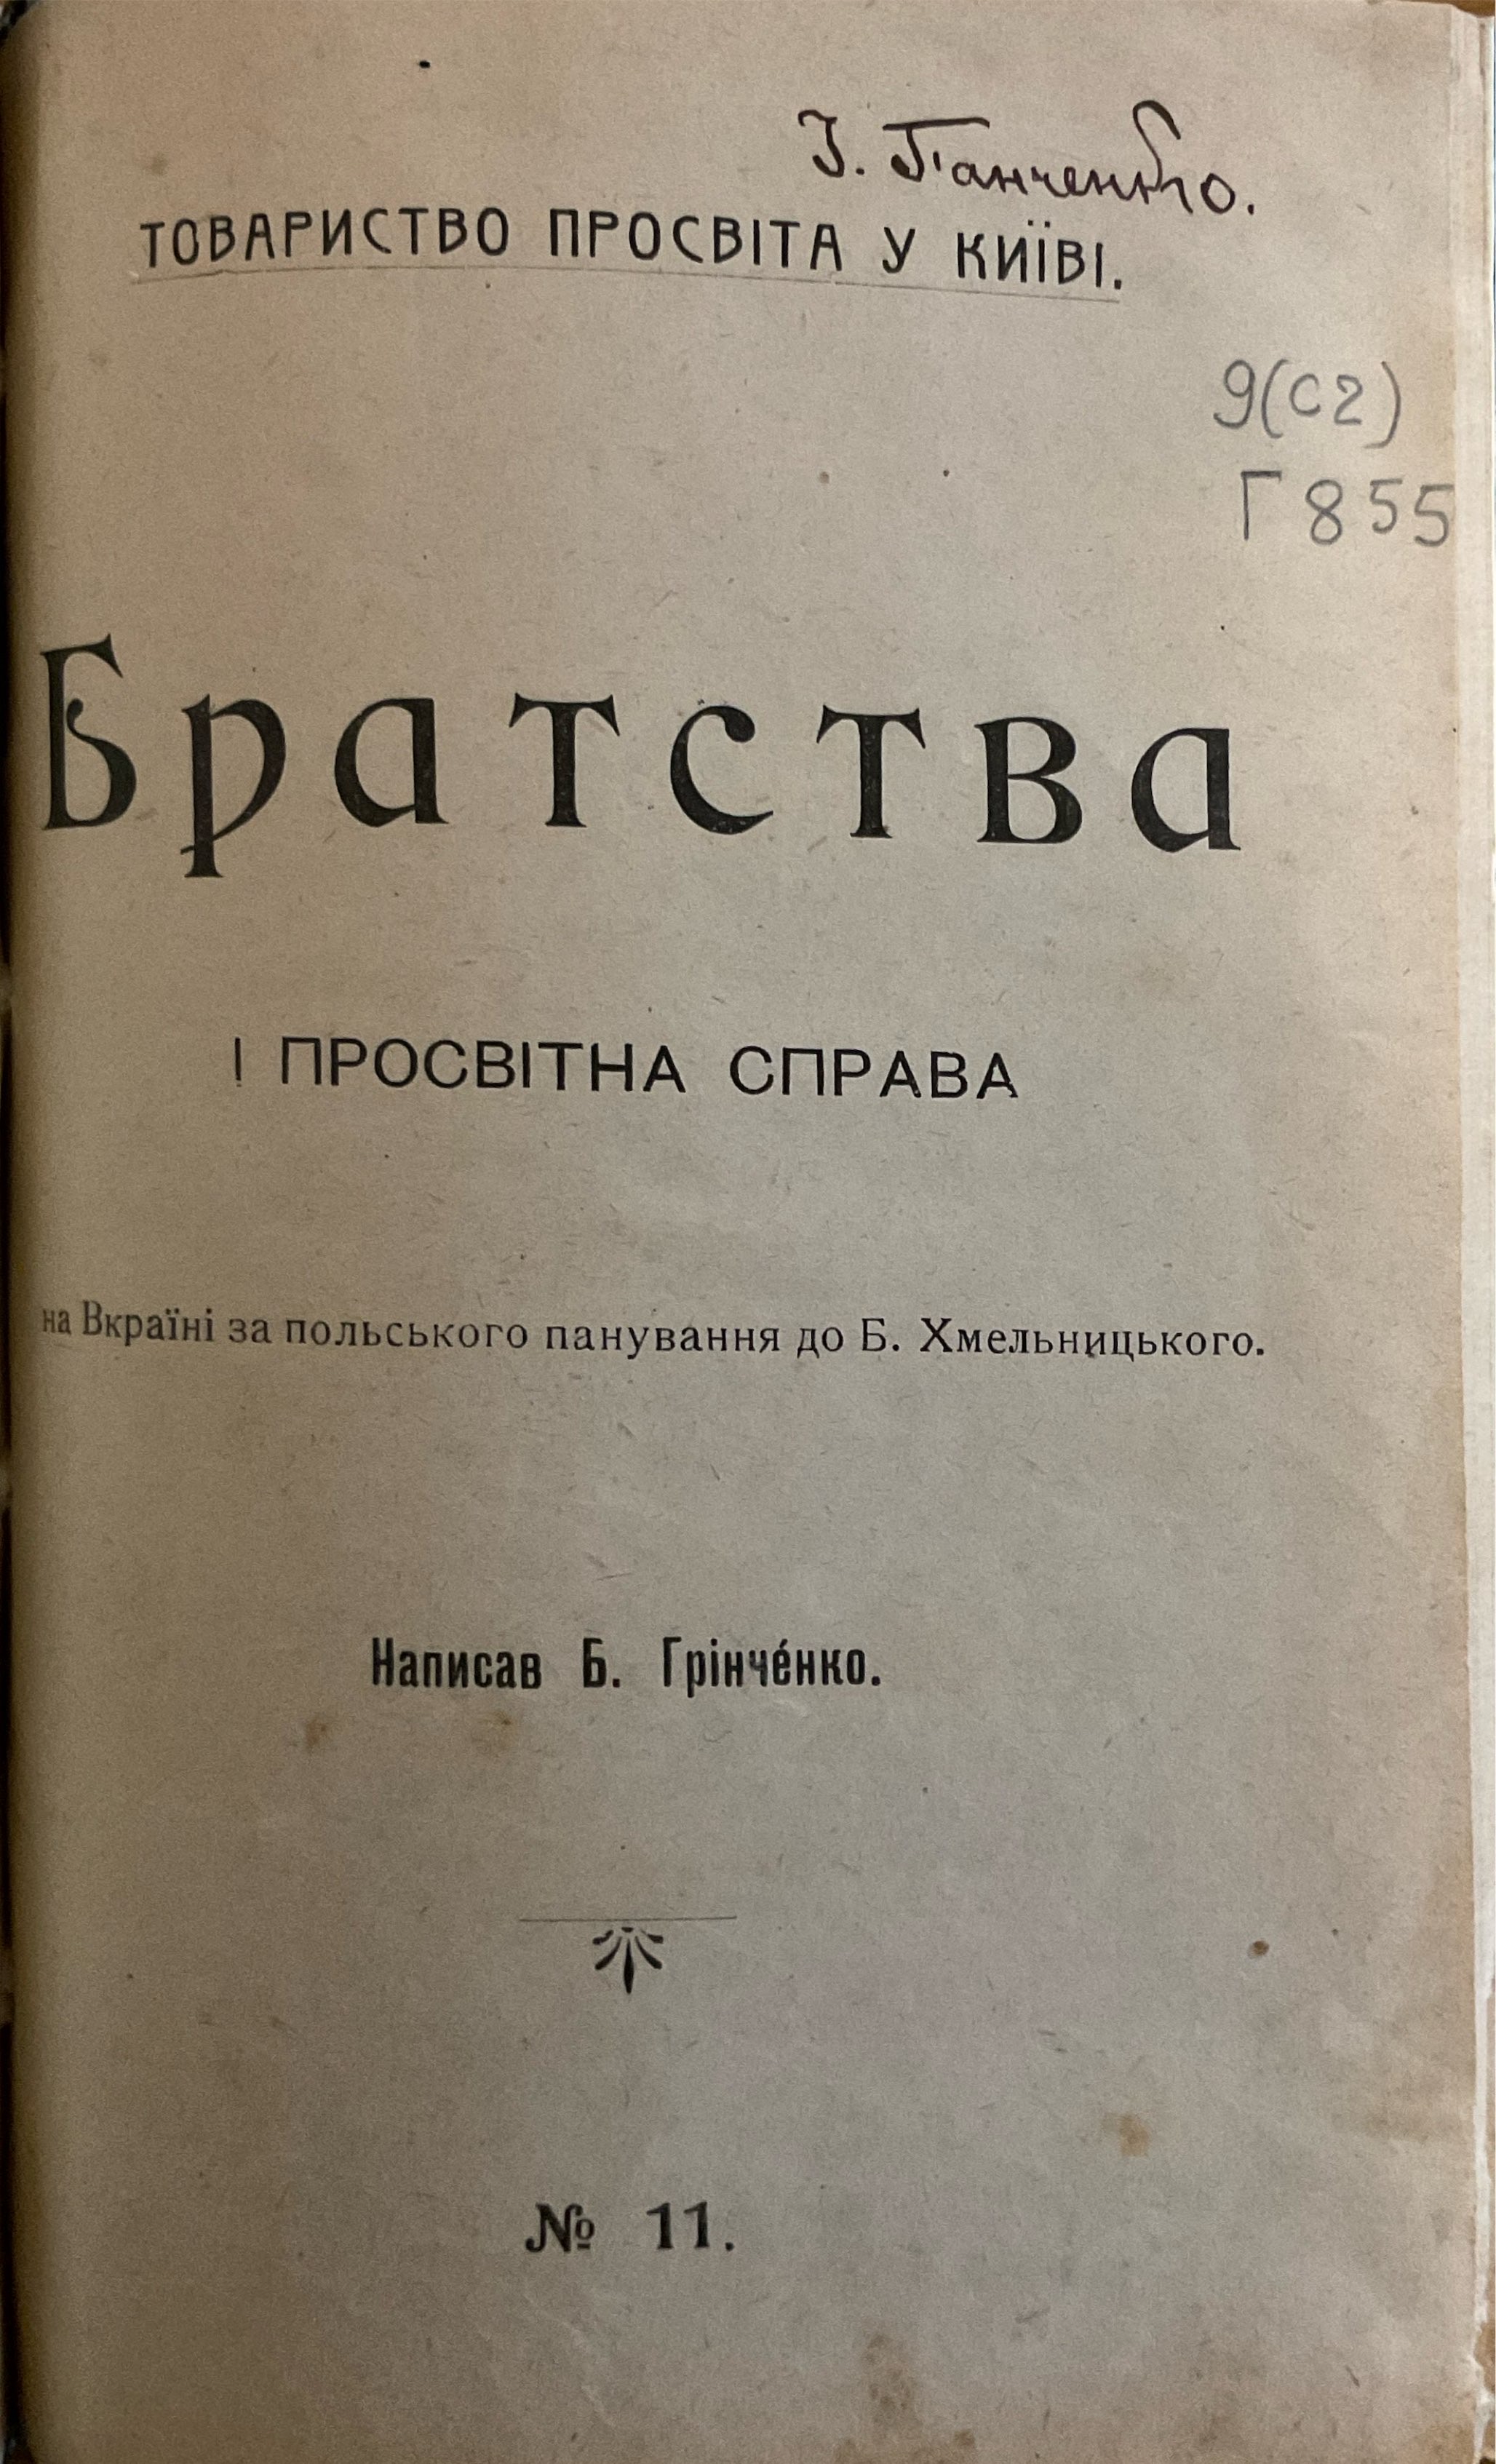 І. Панченко.
ТОВАРИСТВО ПРОСВІТА У КИЇВІ.
9(С2)
Г855
Братства
І ПРОСВІТНА СПРАВА
на Вкраїні за польського панування до Б. Хмельницького.
Написав Б. Грінче́нко.
№ 11.